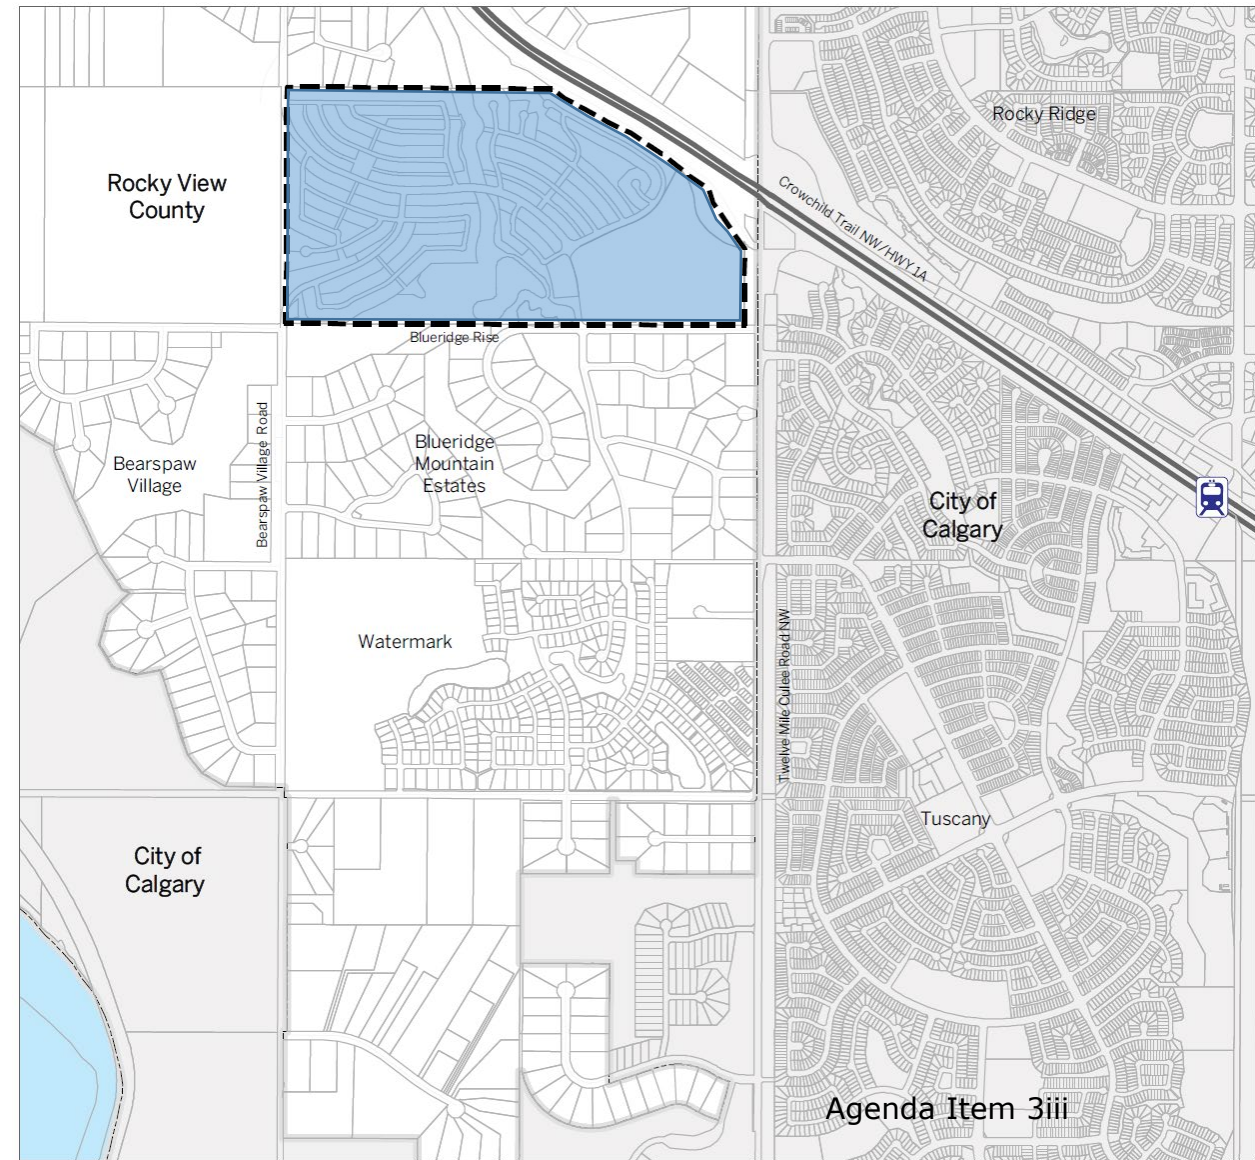 Rocky Ridge
Rocky View
County
Crowchild Trail NW/HWY 1A
Blueridge Rise
Bearspaw Village Road
Blueridge
Mountain
Estates
Bearspaw
Village
City of
Calgary
Watermark
Twelve Mile Culee Road NW
Tuscany
City of
Calgary
Agenda Item 3iii